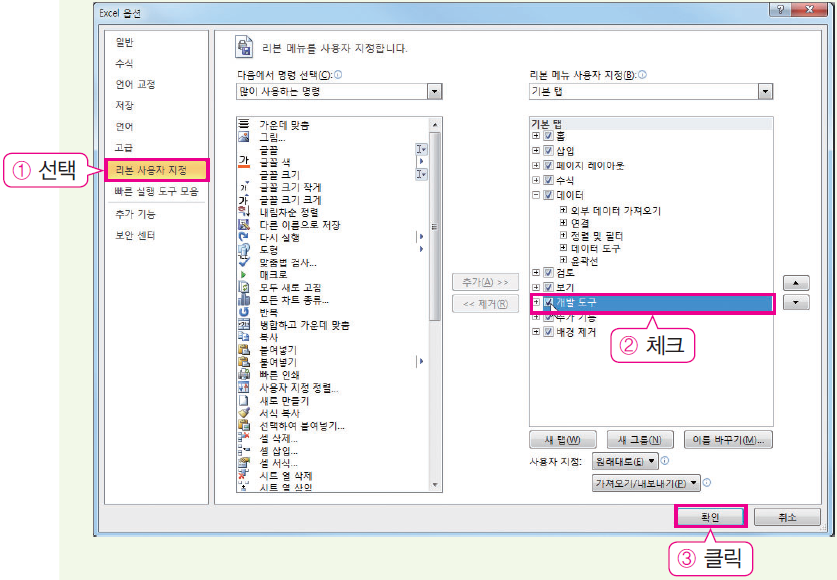 Excel 옵션
일반
수식
언어 교정
저장
언어
고급
리본 사용자 지정
빠른 실행 도구 모음
추가 기능
보안 센터
① 선택
리본 메뉴를 사용자 지정합니다.
다음에서 명령 선택(C):
많이 사용하는 명령
가운데 맞춤
그림...
글꼴
글꼴 색
글꼴 크기
글꼴 크기 작게
글꼴 크기 크게
내림차순 정렬
다른 이름으로 저장
다시 실행
도형
맞춤법 검사...
매크로
모두 새로 고침
모든 차트 종류...
반복
병합하고 가운데 맞춤
복사
붙여넣기
붙여넣기
빠른 인쇄
사용자 지정 정렬...
새로 만들기
서식 복사
선택하여 붙여넣기...
셀 삭제...
셀 삽입...
셀 서식...
시트 열 삭제
시트 열 삽입
추가(A) >>
<< 제거(R)
리본 메뉴 사용자 지정(B):
기본 탭
기본 탭
홈
삽입
페이지 레이아웃
수식
데이터
외부 데이터 가져오기
연결
정렬 및 필터
데이터 도구
윤곽선
검토
보기
개발 도구
추가 기능
배경 제거
② 체크
새 탭(W)
새 그룹(N)
이름 바꾸기(M)...
사용자 지정:
원래대로(E)
가져오기/내보내기(P)
확인
취소
③ 클릭